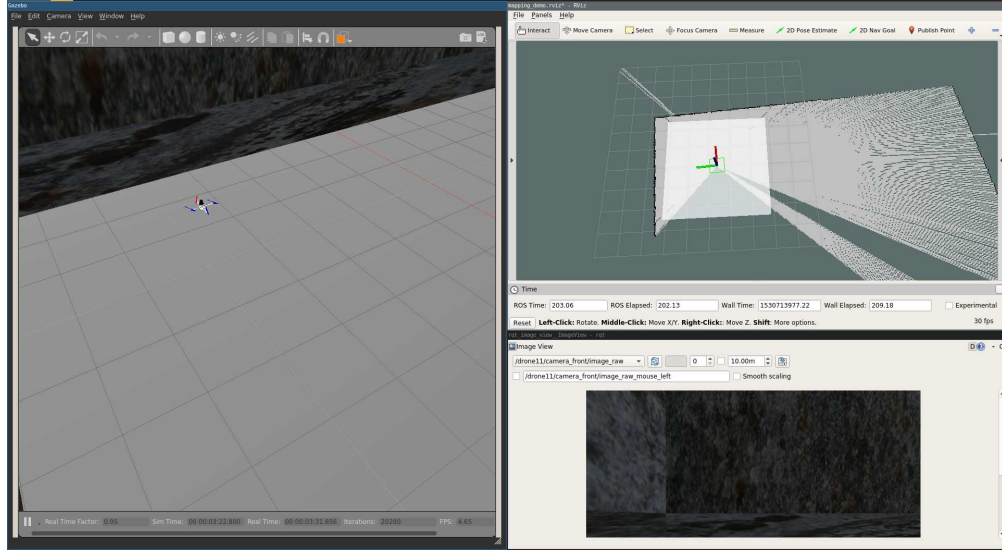 Gazebo
File Edit Camera View Window Help
Real Time Factor: 0.95 Sim Time: 00 00:03:22.800 Real Time: 00 00:03:31.656 Iterations: 20280 FPS: 4.65
mapping_demo.rviz* - RViz
File Panels Help
Interact Move Camera Select Focus Camera Measure 2D Pose Estimate 2D Nav Goal Publish Point
Time
ROS Time: 203.06 ROS Elapsed: 202.13 Wall Time: 1530713977.22 Wall Elapsed: 209.18 Experimental
Reset Left-Click: Rotate. Middle-Click: Move X/Y. Right-Click:: Move Z. Shift: More options. 30 fps
rqt_image_view__ImageView - rqt
Image View D
/drone11/camera_front/image_raw 0 10.00m
/drone11/camera_front/image_raw_mouse_left Smooth scaling